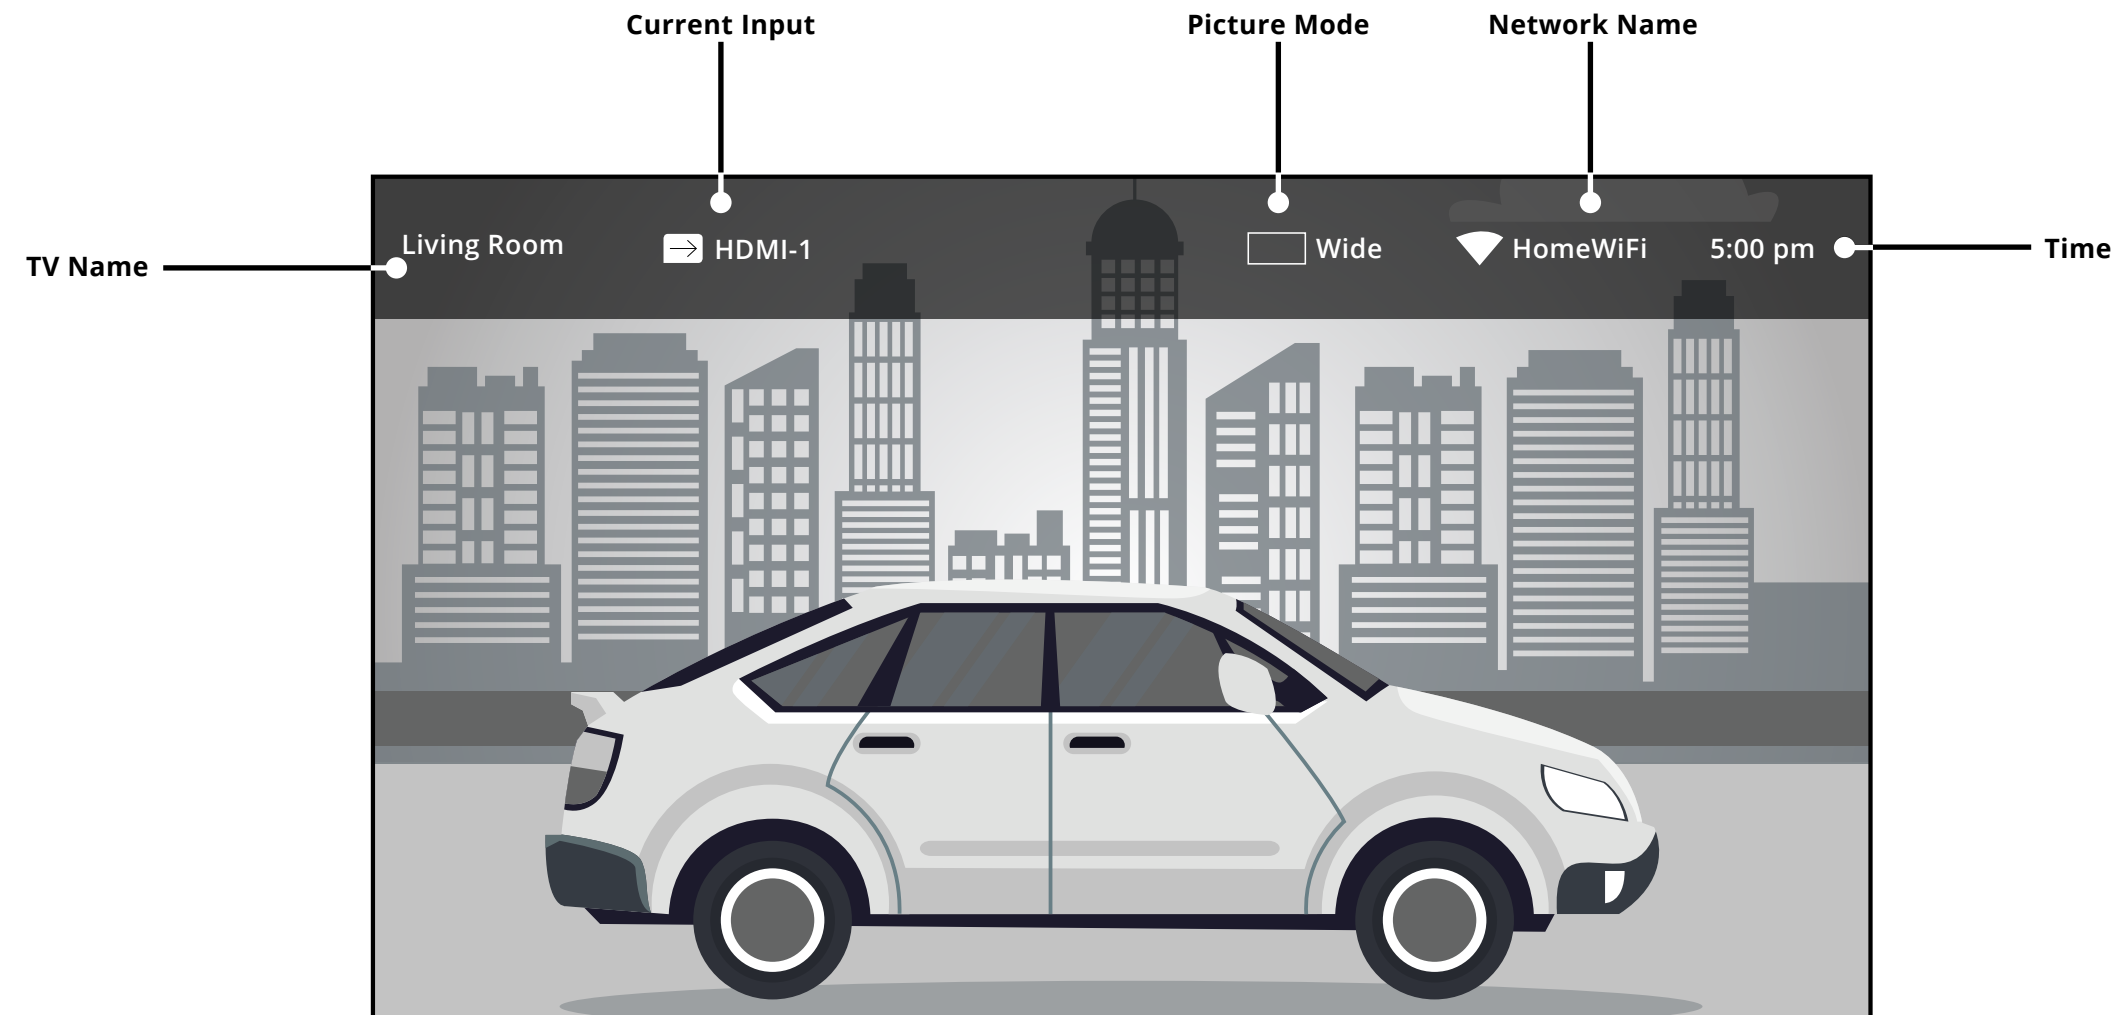 Current Input
Picture Mode
Network Name
TV Name
Living Room
HDMI-1
Wide
HomeWiFi
5:00 pm
Time